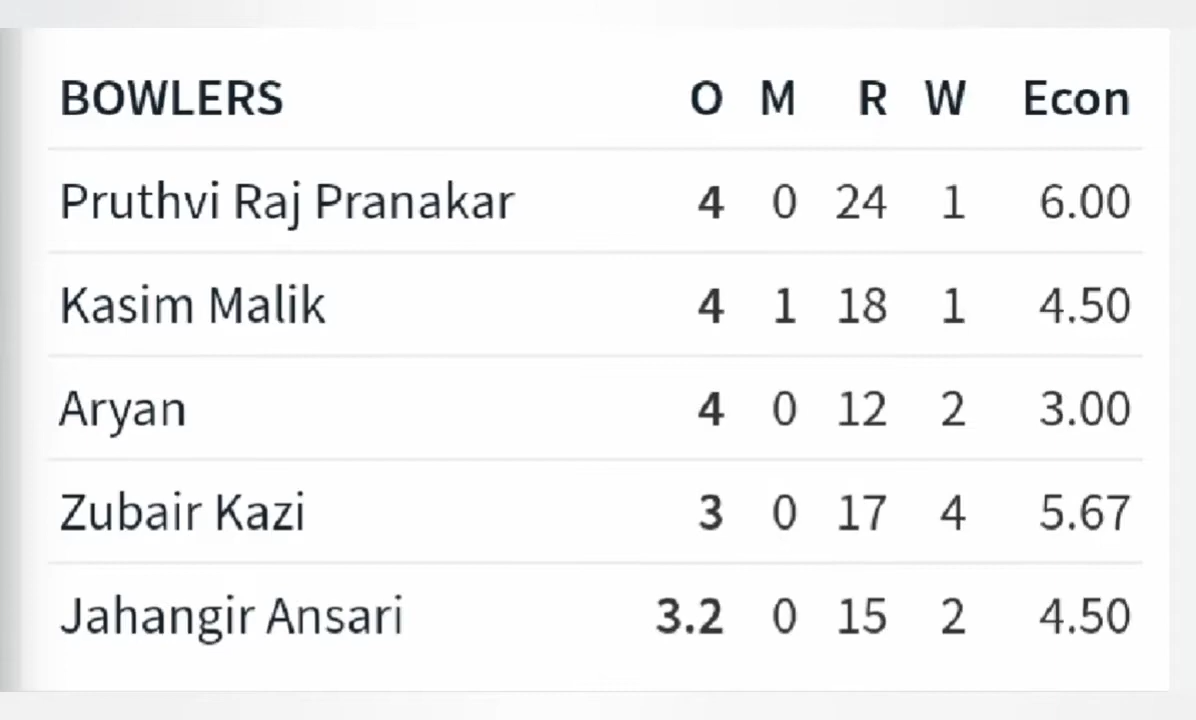 BOWLERS O M R W Econ
Pruthvi Raj Pranakar 4 0 24 1 6.00
Kasim Malik 4 1 18 1 4.50
Aryan 4 0 12 2 3.00
Zubair Kazi 3 0 17 4 5.67
Jahangir Ansari 3.2 0 15 2 4.50